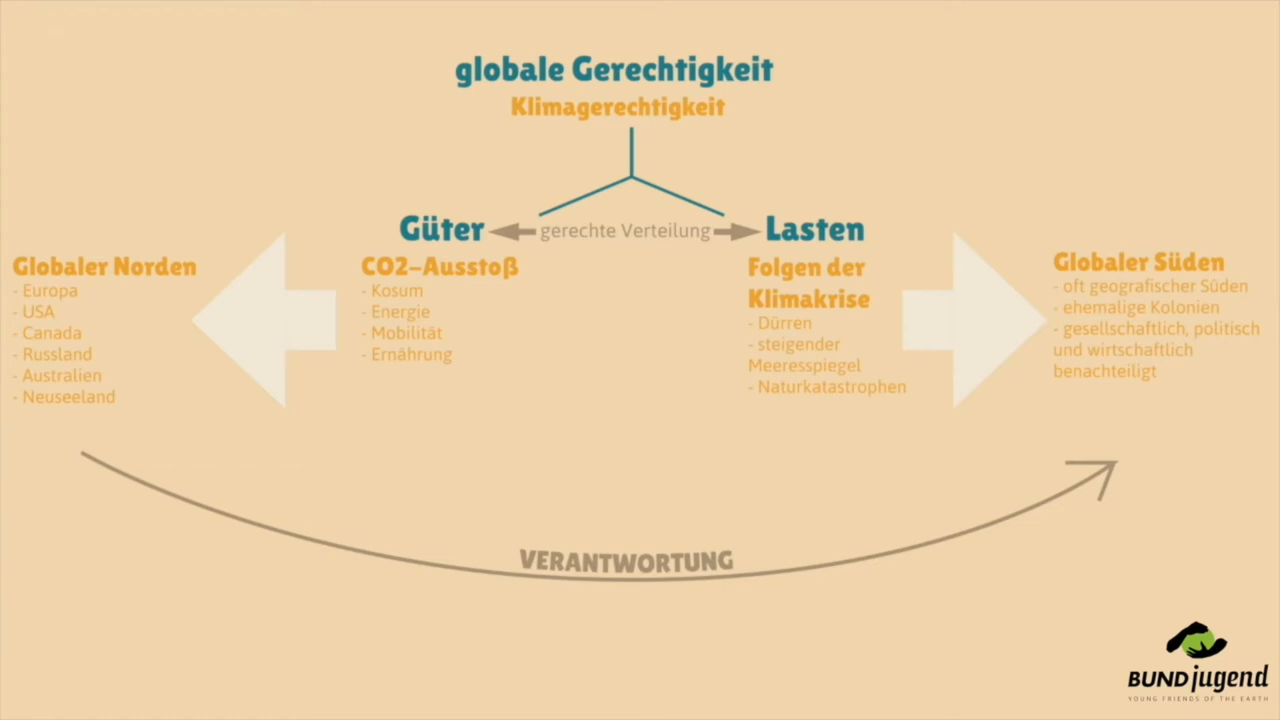 globale Gerechtigkeit
Klimagerechtigkeit
Güter
gerechte Verteilung
Lasten
Globaler Norden
- Europa
- USA
- Canada
- Russland
- Australien
- Neuseeland
CO2-Ausstoß
- Kosum
- Energie
- Mobilität
- Ernährung
Folgen der
Klimakrise
- Dürren
- steigender
Meeresspiegel
- Naturkatastrophen
Globaler Süden
- oft geografischer Süden
- ehemalige Kolonien
- gesellschaftlich, politisch
und wirtschaftlich
benachteiligt
VERANTWORTUNG
BUNDjugend
YOUNG FRIENDS OF THE EARTH